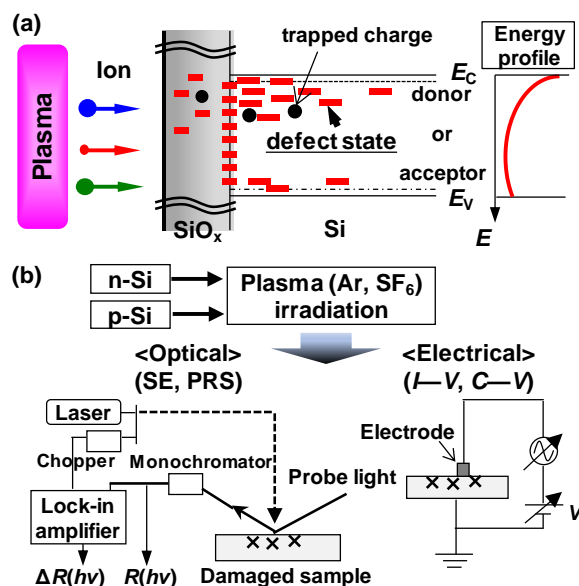 (a)
Plasma
Ion
trapped charge
E_C
donor
or
acceptor
E_V
defect state
SiO_x
Si
Energy
profile
E
(b)
n-Si
p-Si
Plasma (Ar, SF_6)
irradiation
<Optical>
(SE, PRS)
<Electrical>
(I—V, C—V)
Laser
Chopper
Monochromator
Probe light
Lock-in
amplifier
ΔR(hν)
R(hν)
Damaged sample
Electrode
V